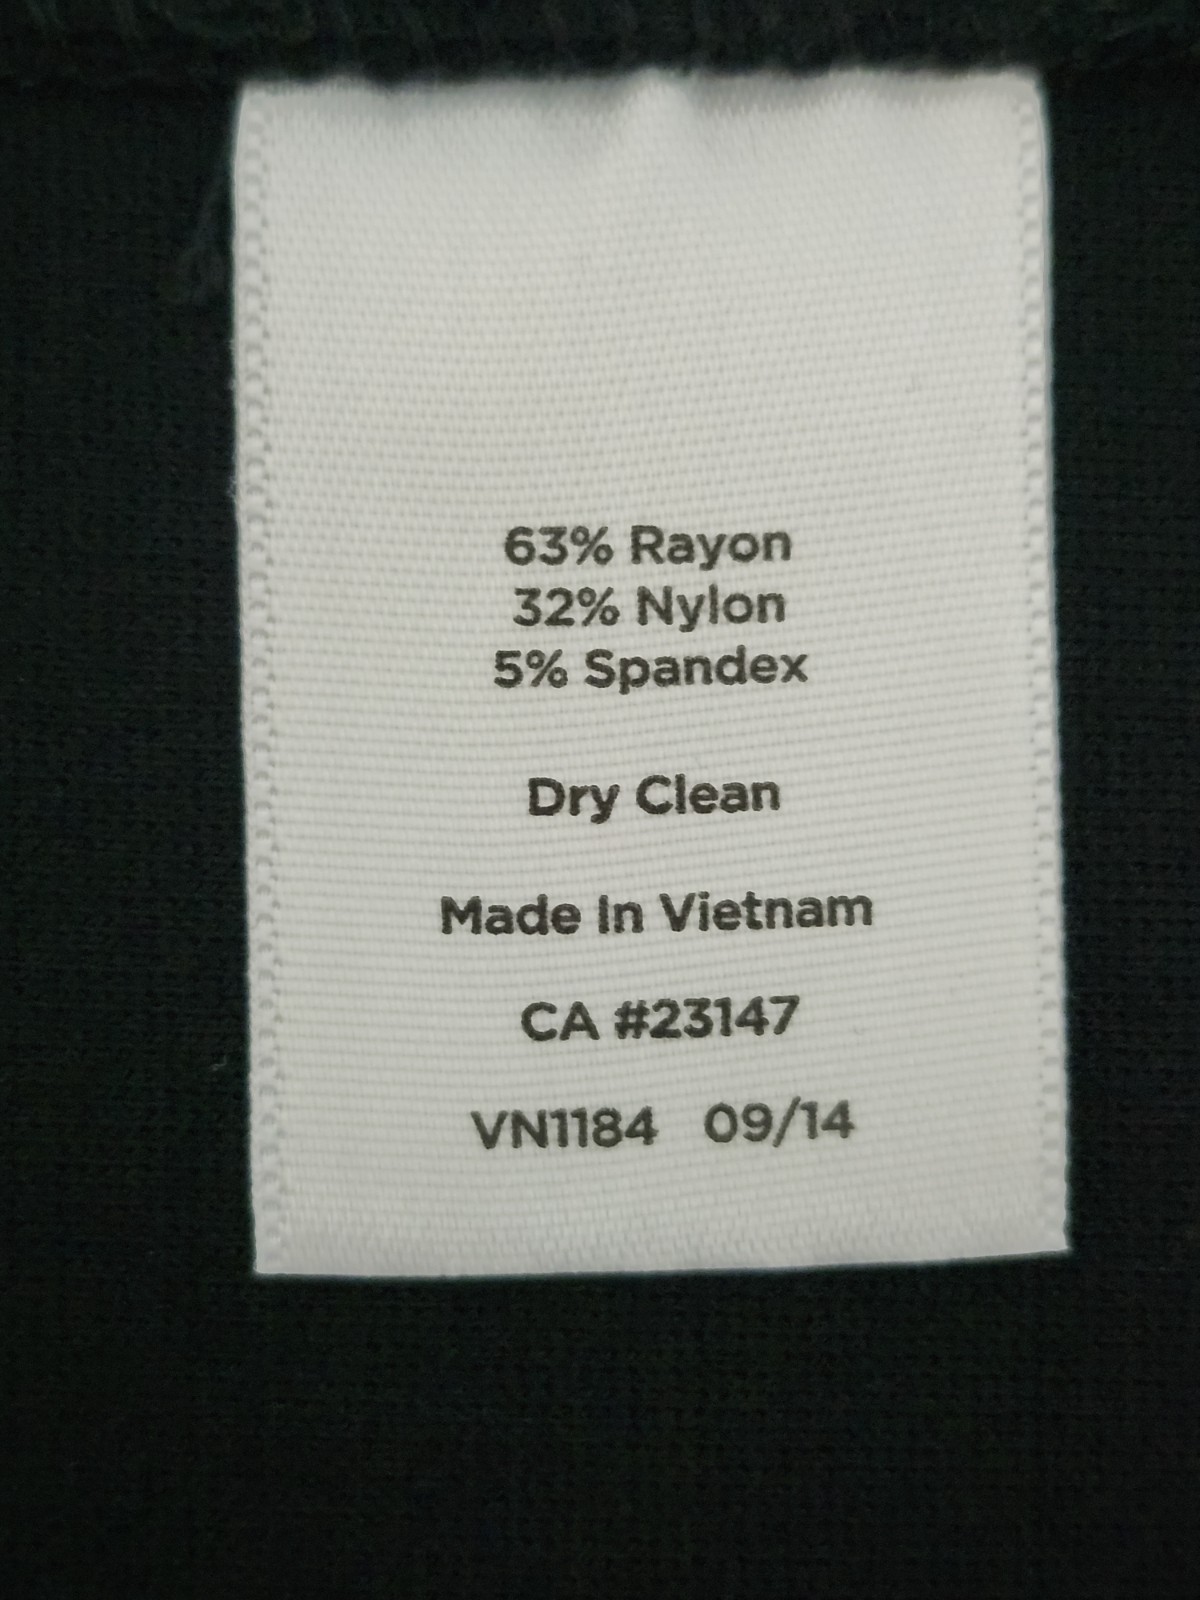 63% Rayon
32% Nylon
5% Spandex
Dry Clean
Made In Vietnam
CA #23147
VN1184 09/14